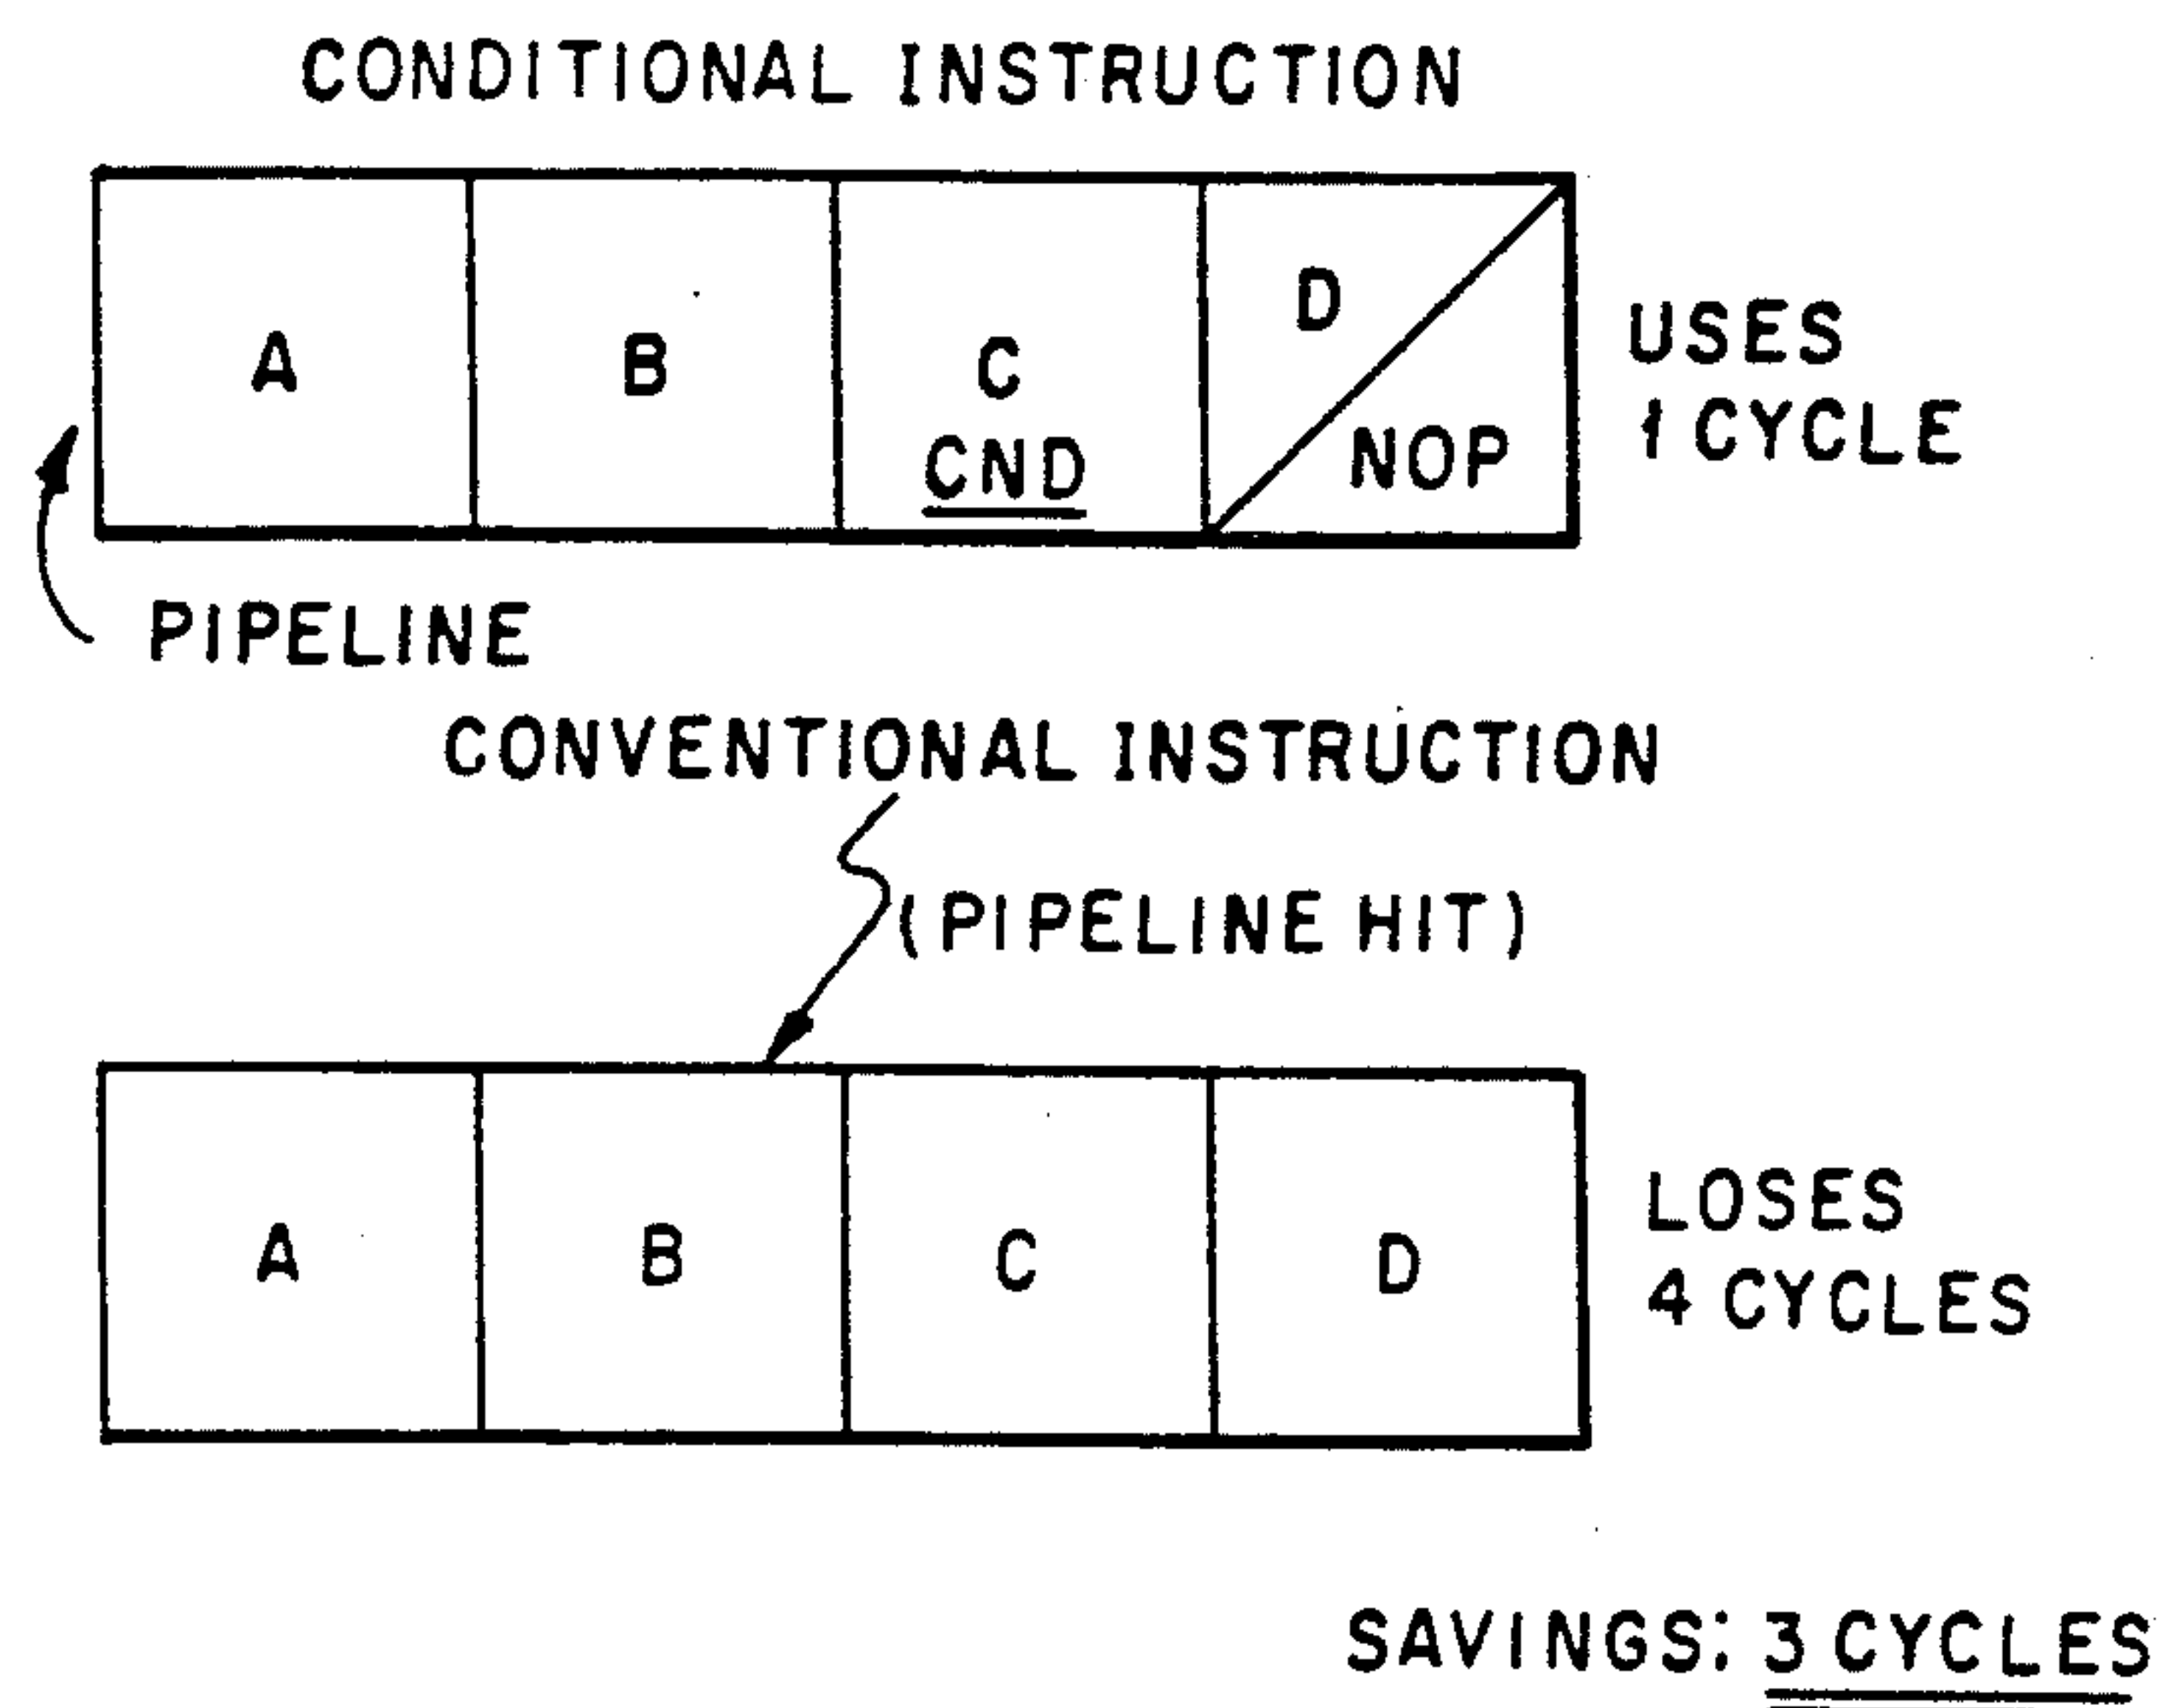 CONDITIONAL INSTRUCTION
A B C D
CND NOP
USES
1 CYCLE
PIPELINE
CONVENTIONAL INSTRUCTION
(PIPELINE HIT)
A B C D
LOSES
4 CYCLES
SAVINGS: 3 CYCLES